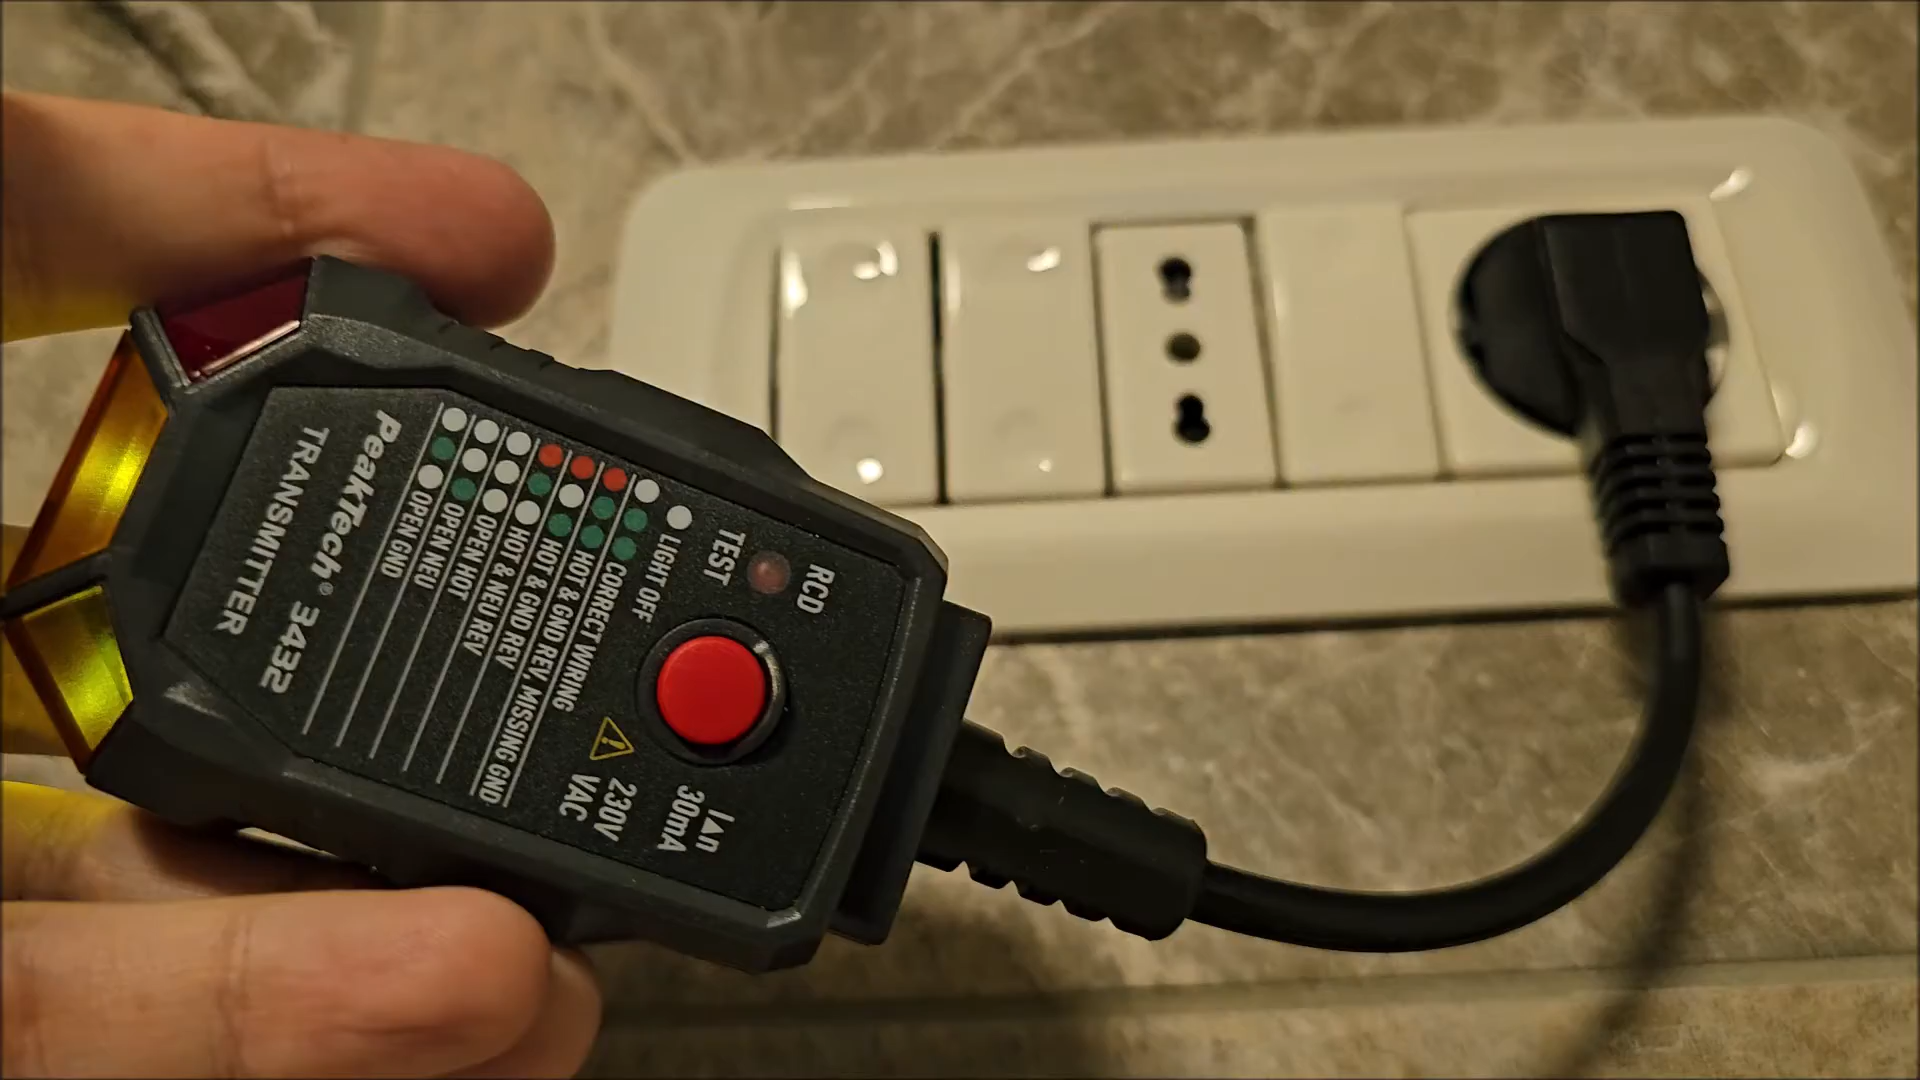 PeakTech® 3432
TRANSMITTER
OPEN GND
OPEN NEU
OPEN HOT
HOT & NEU REV
HOT & GND REV
HOT & GND REV, MISSING GND
CORRECT WIRING
LIGHT OFF
RCD
TEST
230V
VAC
I▲n
30mA